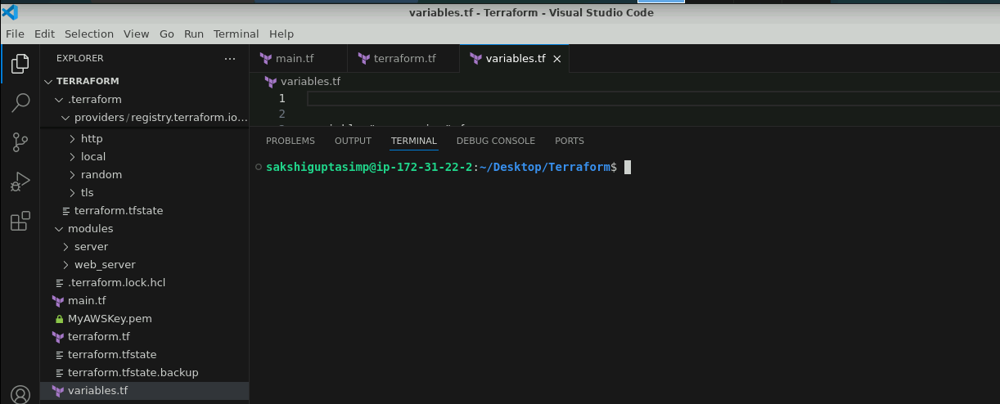 variables.tf - Terraform - Visual Studio Code
File Edit Selection View Go Run Terminal Help
EXPLORER ...
TERRAFORM
.terraform
providers/registry.terraform.io...
http
local
random
tls
terraform.tfstate
modules
server
web_server
.terraform.lock.hcl
main.tf
MyAWSKey.pem
terraform.tf
terraform.tfstate
terraform.tfstate.backup
variables.tf
main.tf terraform.tf variables.tf
variables.tf
1
2
PROBLEMS OUTPUT TERMINAL DEBUG CONSOLE PORTS
sakshiguptasimp@ip-172-31-22-2:~/Desktop/Terraform$